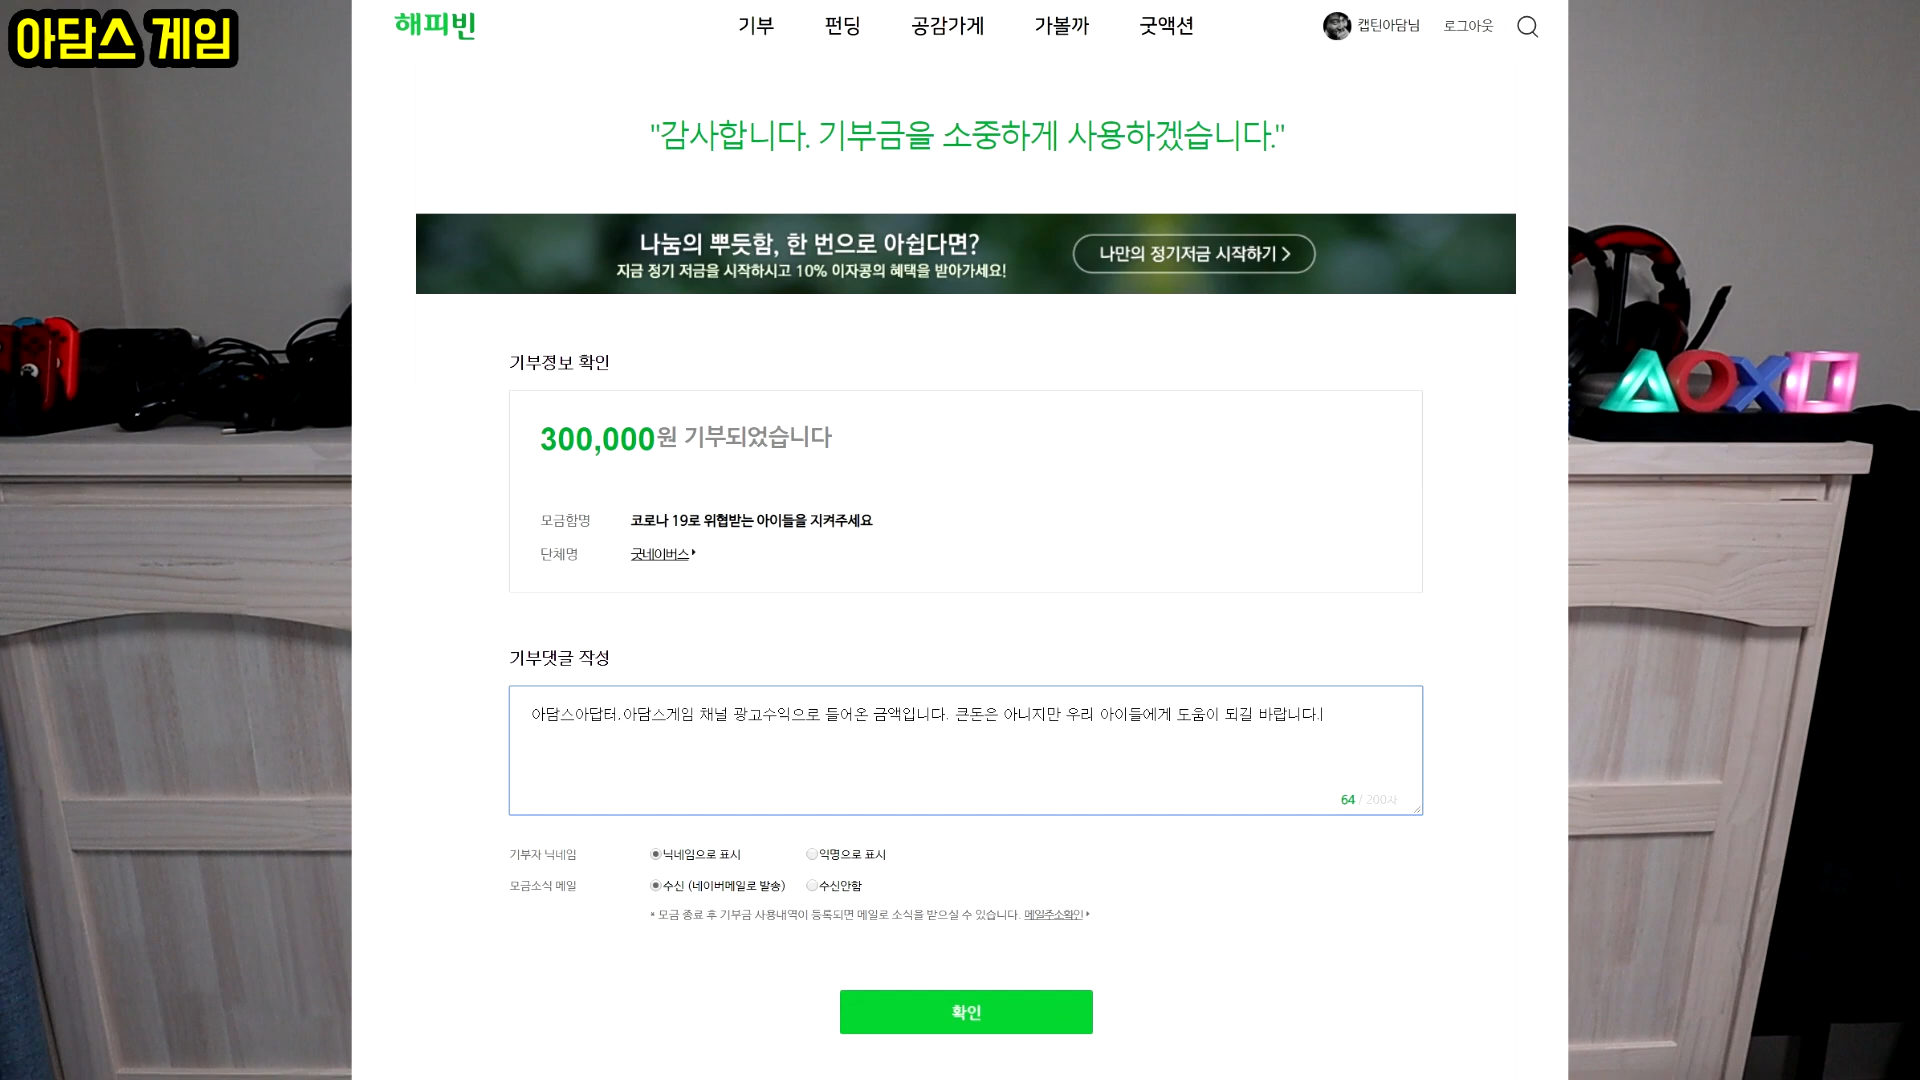 아담스 게임
해피빈
기부 펀딩 공감가게 가볼까 굿액션
캡틴아담님 로그아웃
"감사합니다. 기부금을 소중하게 사용하겠습니다."
나눔의 뿌듯함, 한 번으로 아쉽다면?
지금 정기 저금을 시작하시고 10% 이자콩의 혜택을 받아가세요!
나만의 정기저금 시작하기
기부정보 확인
300,000원 기부되었습니다
모금함명 코로나 19로 위협받는 아이들을 지켜주세요
단체명 굿네이버스
기부댓글 작성
아담스아답터,아담스게임 채널 광고수익으로 들어온 금액입니다. 큰돈은 아니지만 우리 아이들에게 도움이 되길 바랍니다.
64 / 200자
기부자 닉네임 닉네임으로 표시 익명으로 표시
모금소식 메일 수신 (네이버메일로 발송) 수신안함
* 모금 종료 후 기부금 사용내역이 등록되면 메일로 소식을 받으실 수 있습니다. 메일주소확인
확인